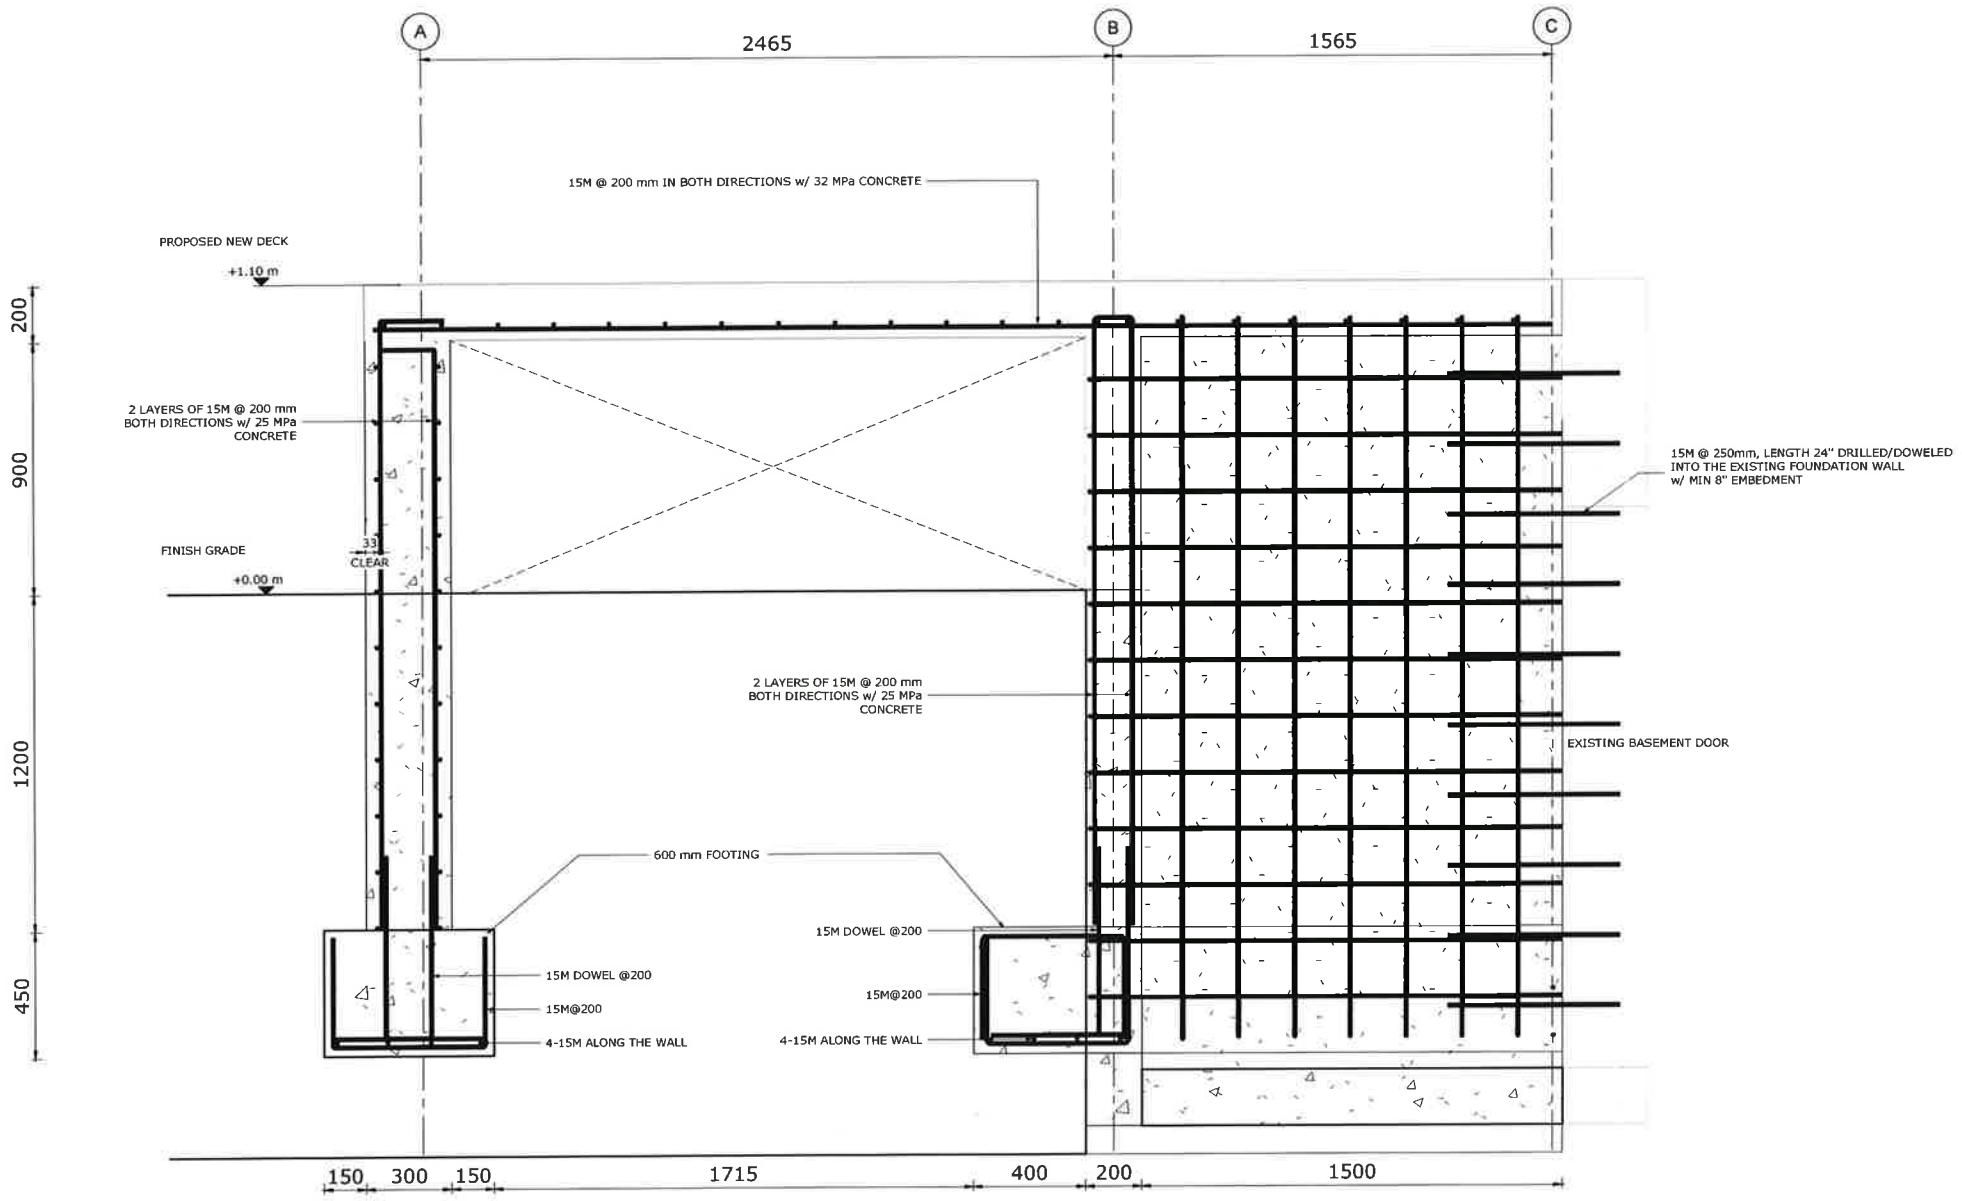 A
B
C
2465
1565
15M @ 200 mm IN BOTH DIRECTIONS w/ 32 MPa CONCRETE
PROPOSED NEW DECK
+1.10 m
200
2 LAYERS OF 15M @ 200 mm
BOTH DIRECTIONS w/ 25 MPa
CONCRETE
900
15M @ 250mm, LENGTH 24" DRILLED/DOWELED
INTO THE EXISTING FOUNDATION WALL
w/ MIN 8" EMBEDMENT
33
CLEAR
FINISH GRADE
+0.00 m
2 LAYERS OF 15M @ 200 mm
BOTH DIRECTIONS w/ 25 MPa
CONCRETE
1200
EXISTING BASEMENT DOOR
600 mm FOOTING
15M DOWEL @200
15M DOWEL @200
450
15M@200
15M@200
4-15M ALONG THE WALL
4-15M ALONG THE WALL
150
300
150
1715
400
200
1500